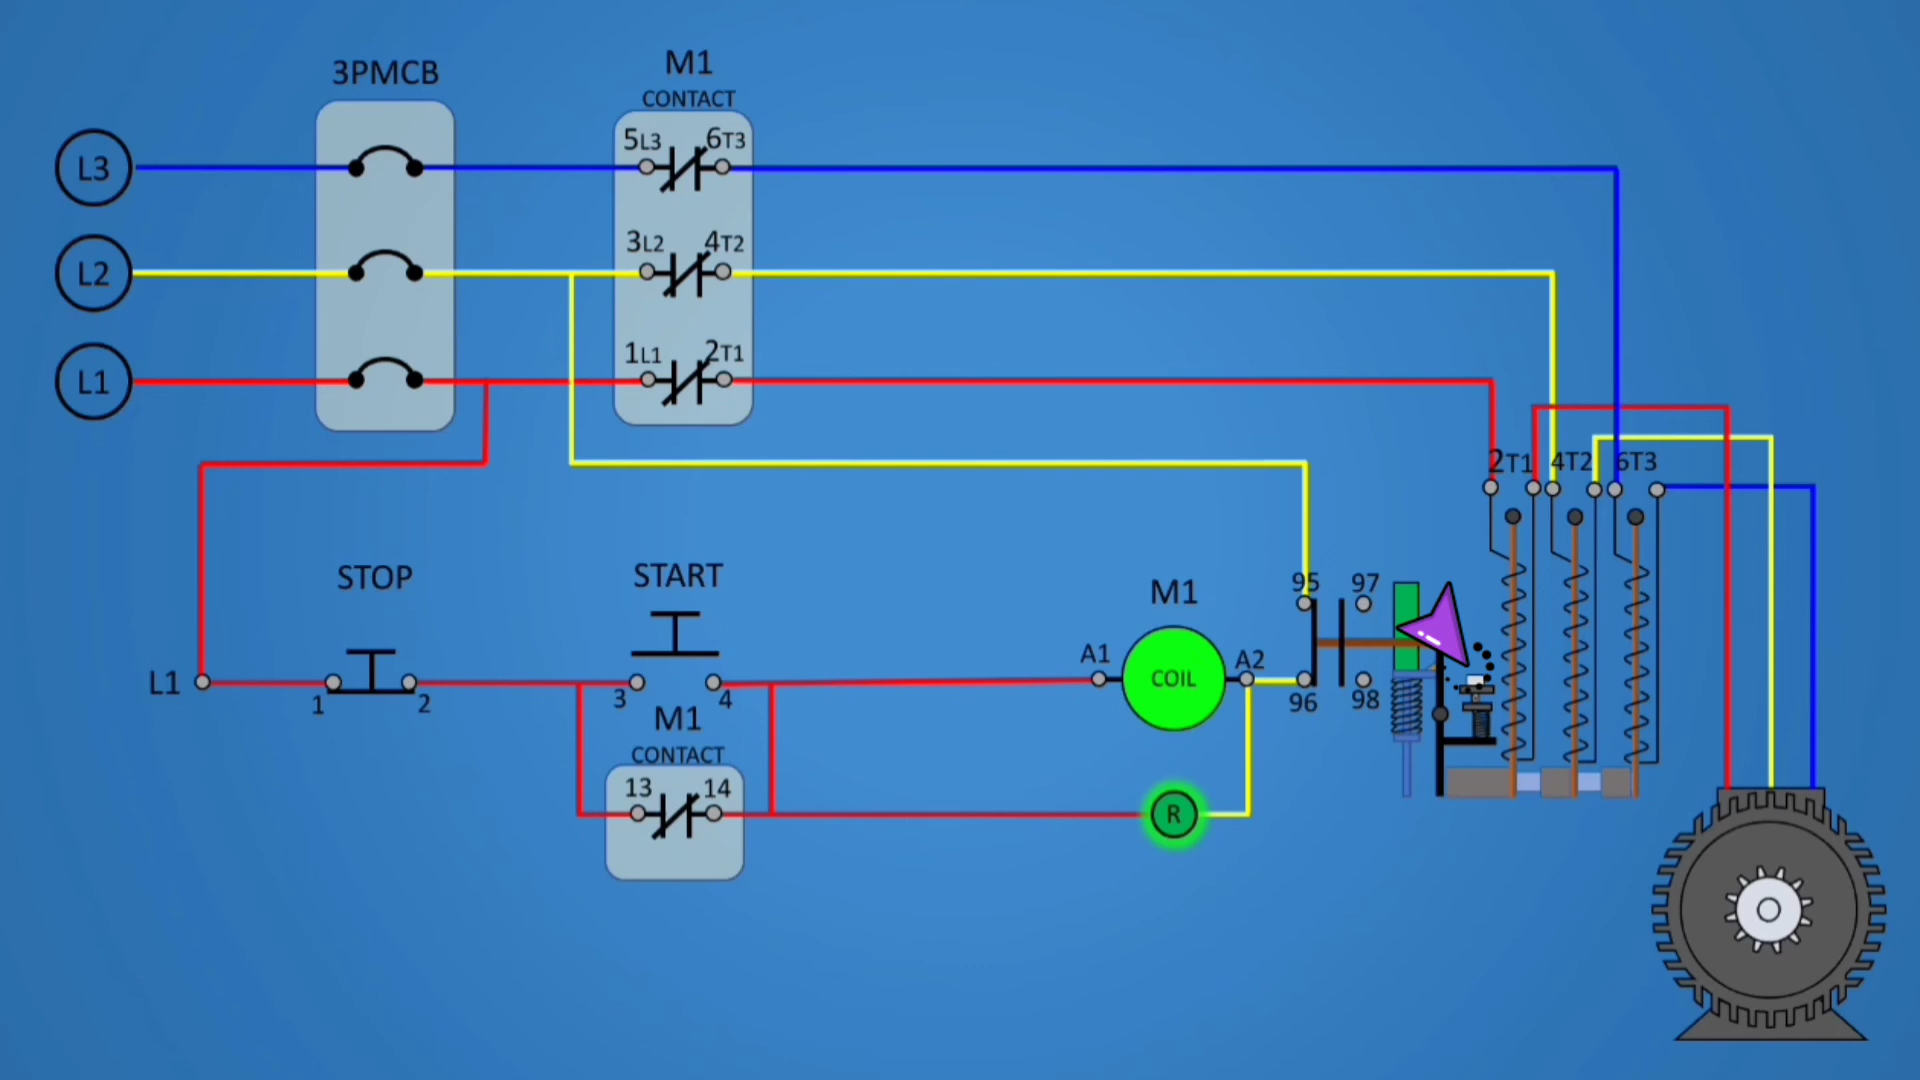 3PMCB
M1
CONTACT
5L3 6T3
L3
3L2 4T2
L2
1L1 2T1
L1
2T1 4T2 6T3
STOP
START
M1
95 97
L1
1 2
3 4
A1
COIL
A2
96 98
M1
CONTACT
13 14
R